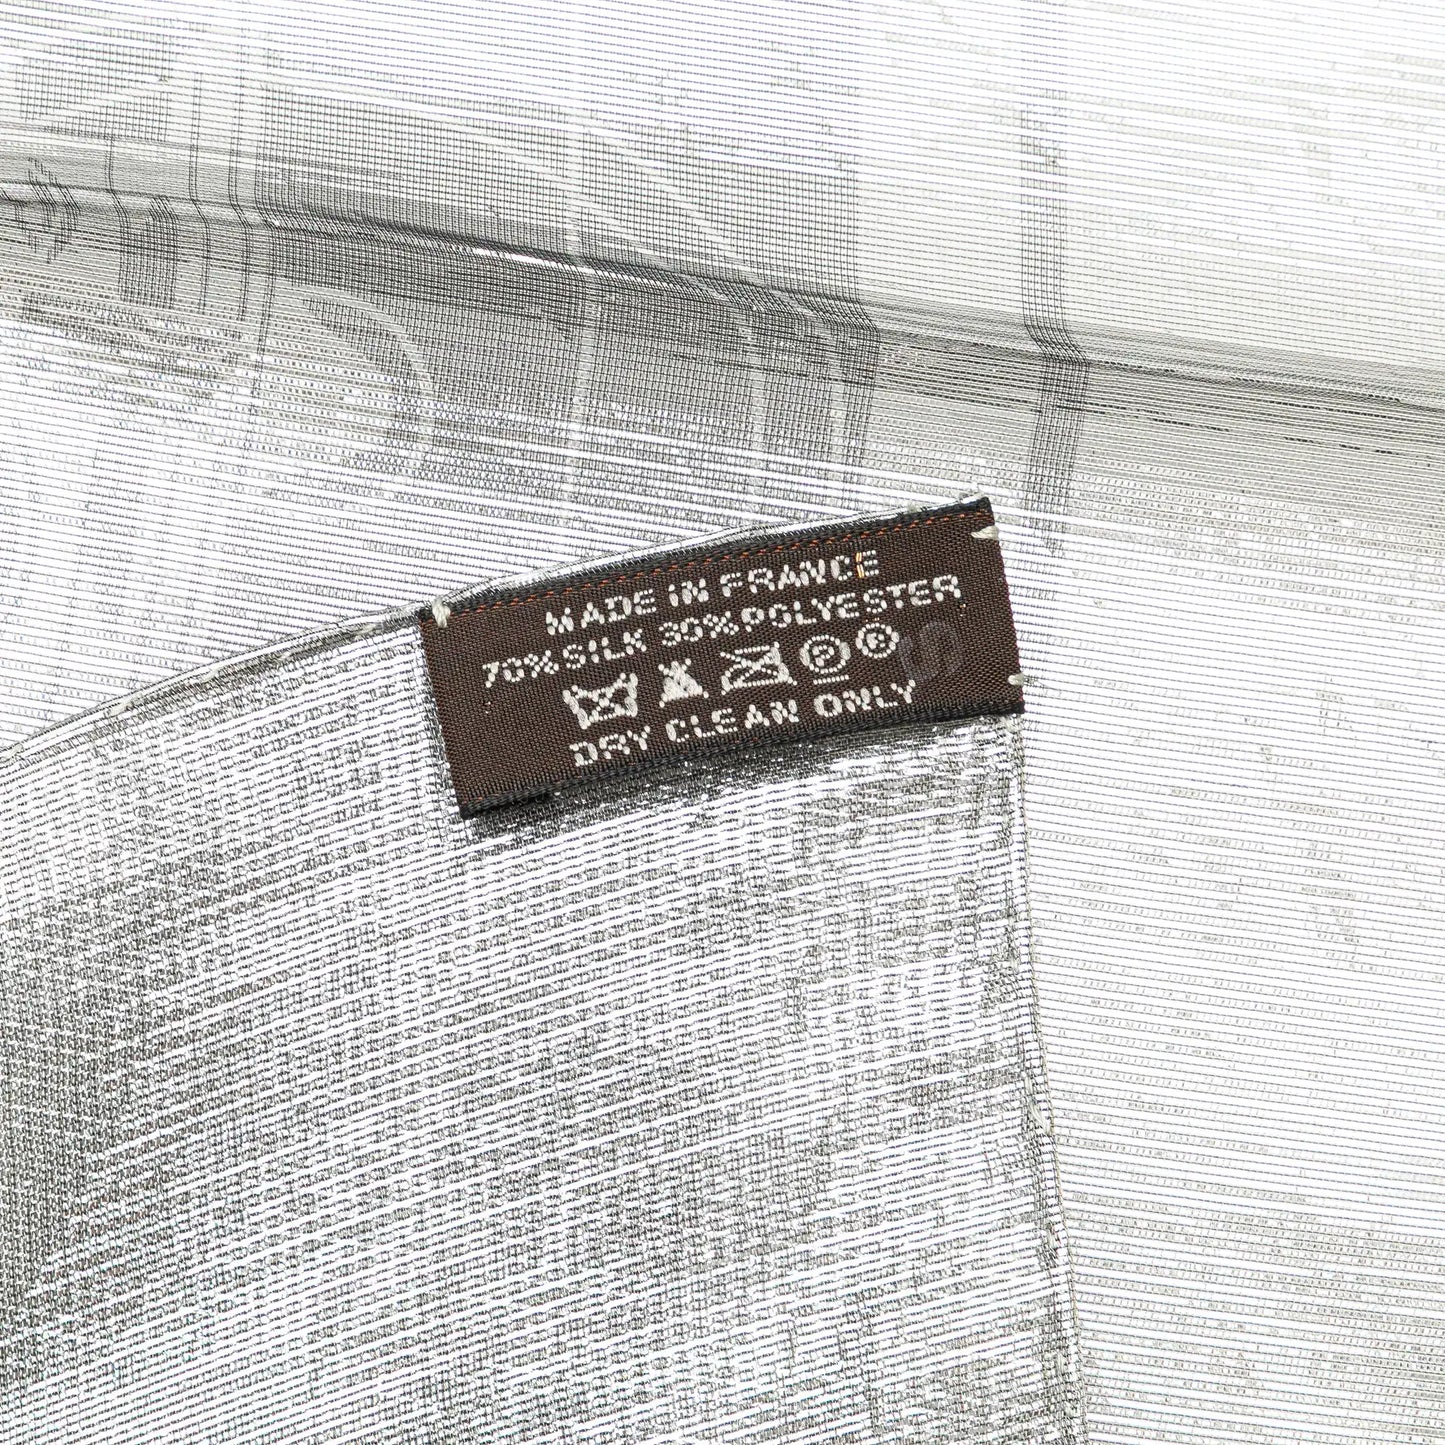 MADE IN FRANCE
70% SILK 30% POLYESTER
P P
DRY CLEAN ONLY